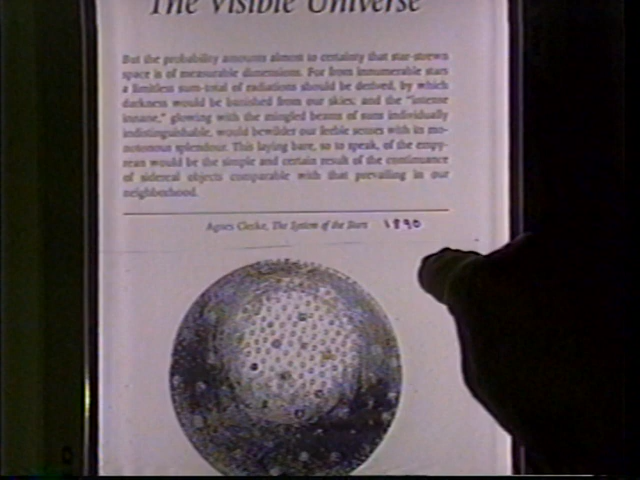 The Visible Universe
But the probability amounts almost to certainty that star-strewn
space is of measurable dimensions. For from innumerable stars
a limitless sum-total of radiations should be derived, by which
darkness would be banished from our skies; and the "intense
inane," glowing with the mingled beams of suns individually
indistinguishable, would bewilder our feeble senses with its mo-
notonous splendour. This laying bare, so to speak, of the empy-
rean would be the simple and certain result of the continuance
of sidereal objects comparable with that prevailing in our
neighborhood.
Agnes Clerke, The System of the Stars 1890